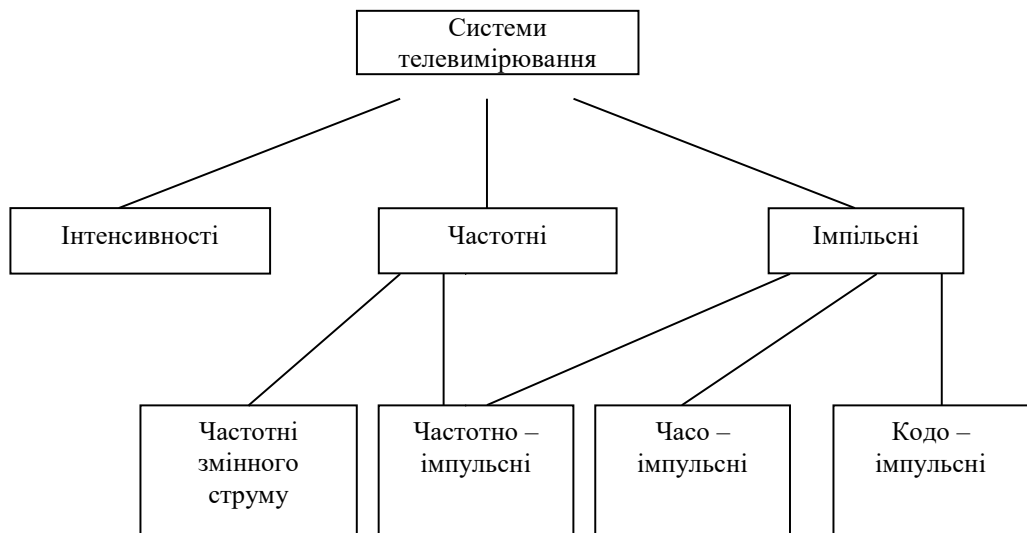 Системи
телевимірювання
Інтенсивності
Частотні
Імпільсні
Частотні
змінного
струму
Частотно –
імпульсні
Часо –
імпульсні
Кодо –
імпульсні